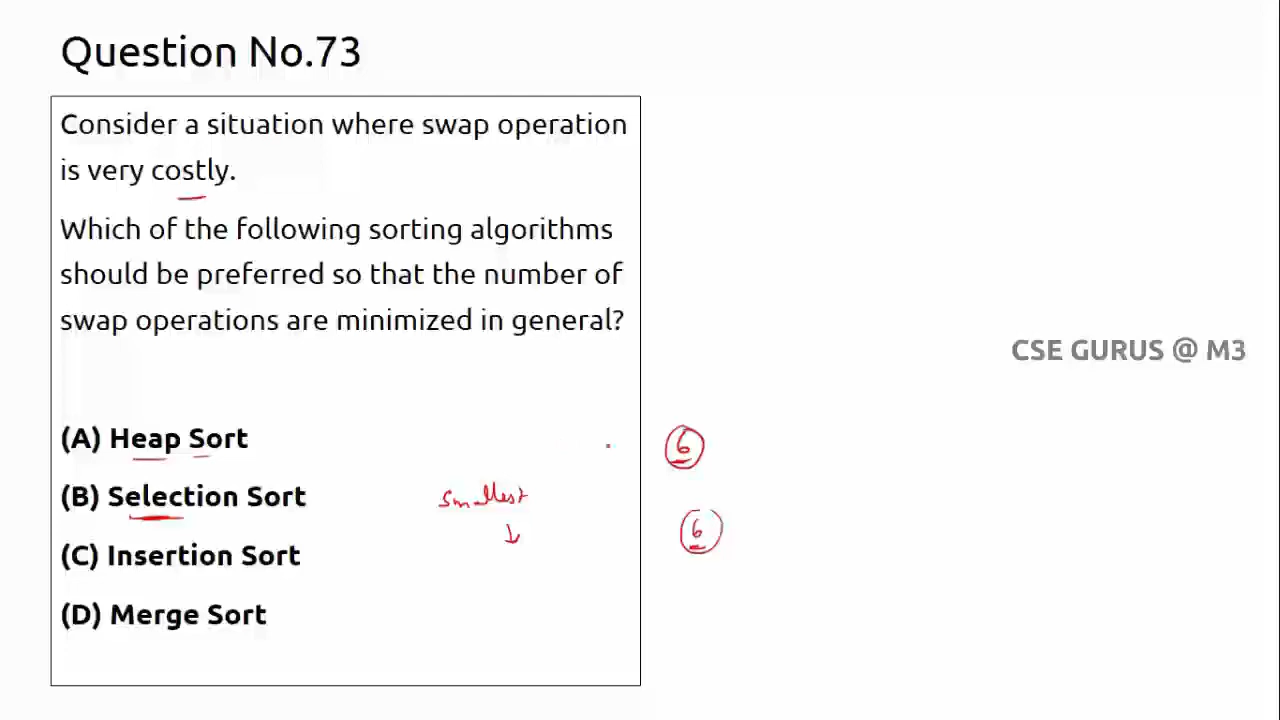 Question No.73
Consider a situation where swap operation
is very costly.
Which of the following sorting algorithms
should be preferred so that the number of
swap operations are minimized in general?
CSE GURUS @ M3
(A) Heap Sort
6
(B) Selection Sort
Smallest
6
(C) Insertion Sort
(D) Merge Sort